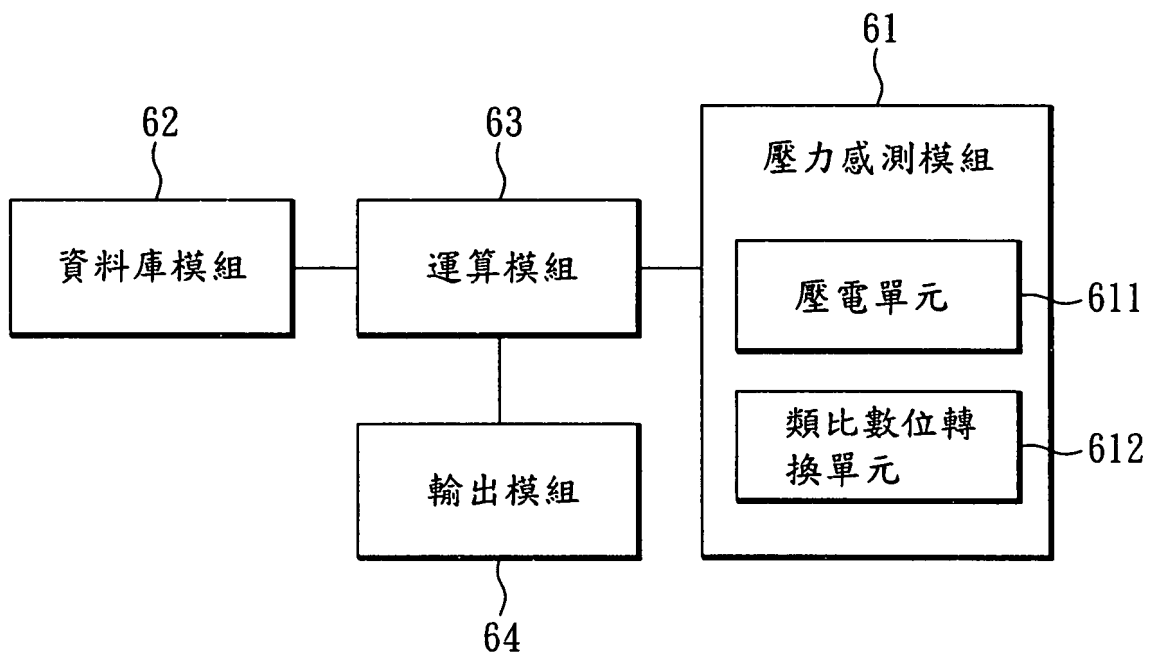 61
62
63
壓力感測模組
資料庫模組
運算模組
壓電單元
611
類比數位轉
換單元
612
輸出模組
64